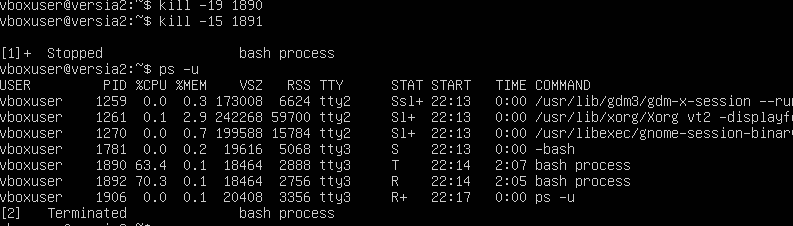 vboxuser@versia2:~$ kill -19 1890
vboxuser@versia2:~$ kill -15 1891
[1]+  Stopped                 bash process
vboxuser@versia2:~$ ps -u
USER         PID %CPU %MEM    VSZ   RSS TTY      STAT START   TIME COMMAND
vboxuser    1259  0.0  0.3 173008  6624 tty2     Ssl+ 22:13   0:00 /usr/lib/gdm3/gdm-x-session --run
vboxuser    1261  0.1  2.9 242268 59700 tty2     Sl+  22:13   0:00 /usr/lib/xorg/Xorg vt2 -displayf
vboxuser    1270  0.0  0.7 199588 15784 tty2     Sl+  22:13   0:00 /usr/libexec/gnome-session-binar
vboxuser    1781  0.0  0.2  19616  5068 tty3     S    22:13   0:00 -bash
vboxuser    1890 63.4  0.1  18464  2888 tty3     T    22:14   2:07 bash process
vboxuser    1892 70.3  0.1  18464  2756 tty3     R    22:14   2:05 bash process
vboxuser    1906  0.0  0.1  20408  3356 tty3     R+   22:17   0:00 ps -u
[2]   Terminated              bash process